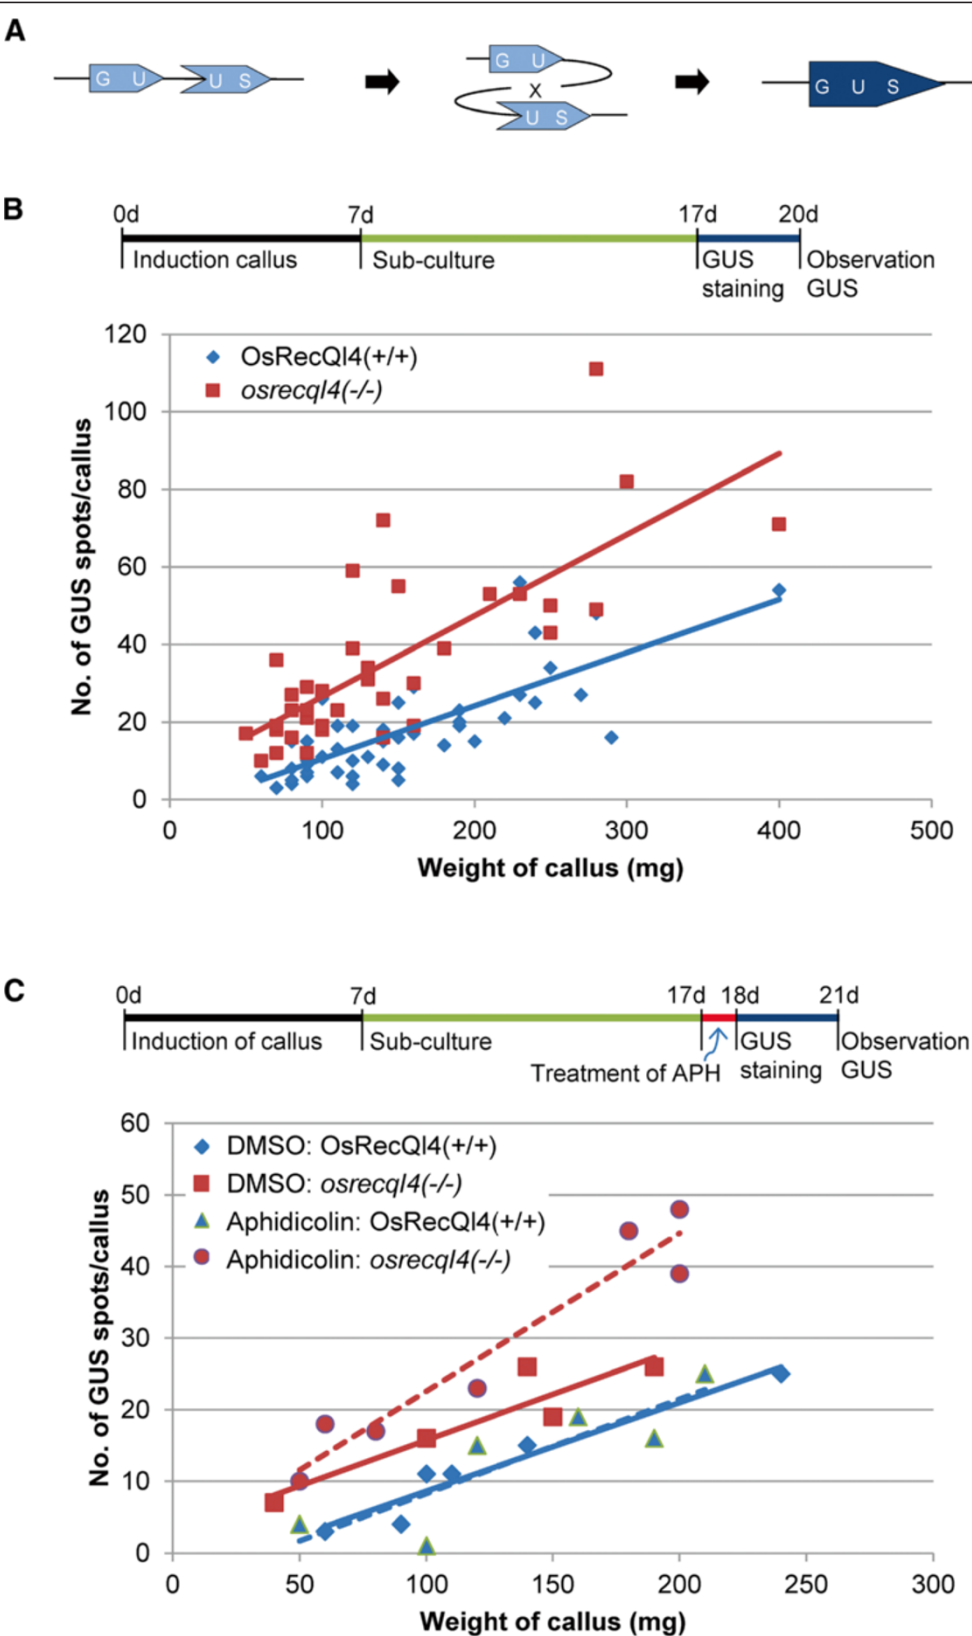 A
G U U S
G U
X
U S
G U S
B
0d 7d 17d 20d
Induction callus Sub-culture GUS staining Observation GUS
120
100
80
60
40
20
0
No. of GUS spots/callus
OsRecQl4(+/+)
osrecql4(-/-)
0 100 200 300 400 500
Weight of callus (mg)
C
0d 7d 17d 18d 21d
Induction of callus Sub-culture Treatment of APH GUS staining Observation GUS
60
50
40
30
20
10
0
No. of GUS spots/callus
DMSO: OsRecQl4(+/+)
DMSO: osrecql4(-/-)
Aphidicolin: OsRecQl4(+/+)
Aphidicolin: osrecql4(-/-)
0 50 100 150 200 250 300
Weight of callus (mg)